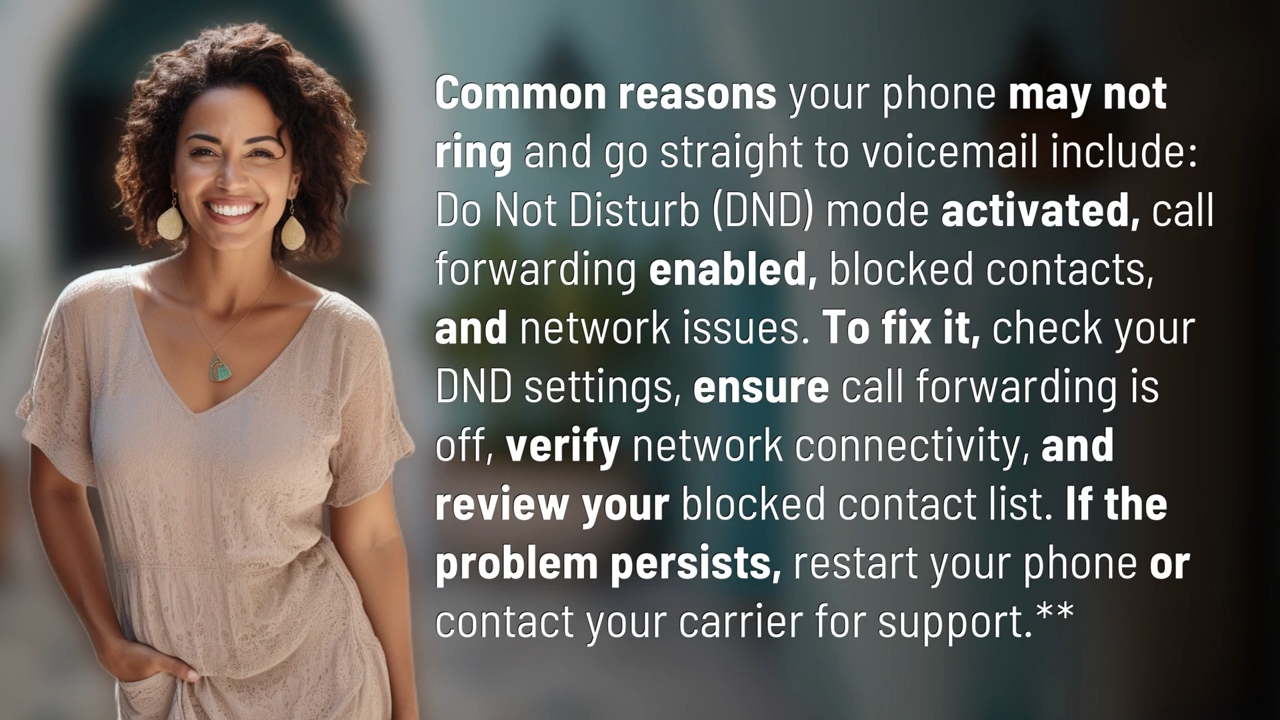 Common reasons your phone may not
ring and go straight to voicemail include:
Do Not Disturb (DND) mode activated, call
forwarding enabled, blocked contacts,
and network issues. To fix it, check your
DND settings, ensure call forwarding is
off, verify network connectivity, and
review your blocked contact list. If the
problem persists, restart your phone or
contact your carrier for support.**